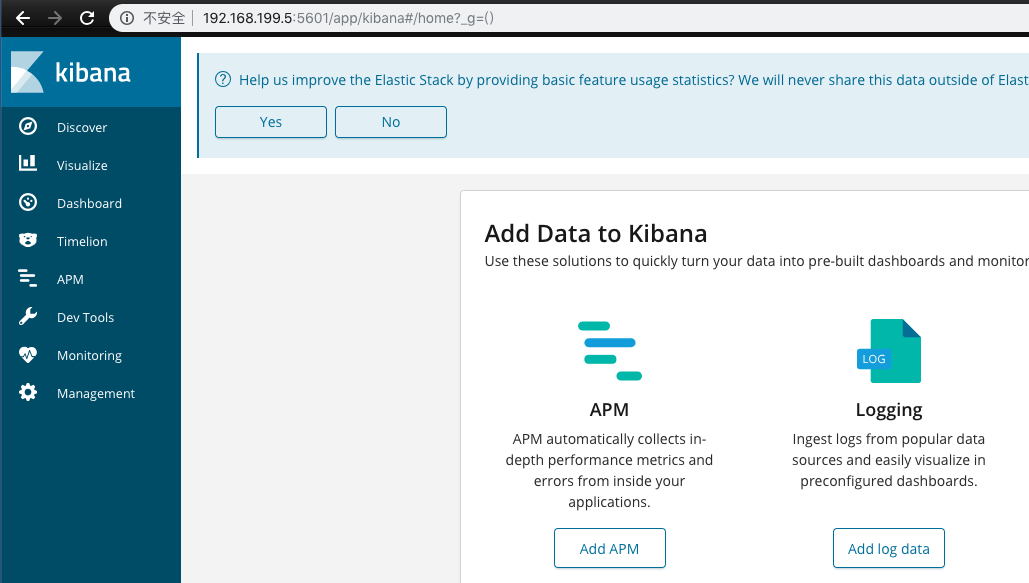 不安全 192.168.199.5:5601/app/kibana#/home?_g=()
kibana
Discover
Visualize
Dashboard
Timelion
APM
Dev Tools
Monitoring
Management
Help us improve the Elastic Stack by providing basic feature usage statistics? We will never share this data outside of Elast
Yes
No
Add Data to Kibana
Use these solutions to quickly turn your data into pre-built dashboards and monitor
APM
APM automatically collects in-
depth performance metrics and
errors from inside your
applications.
Add APM
LOG
Logging
Ingest logs from popular data
sources and easily visualize in
preconfigured dashboards.
Add log data